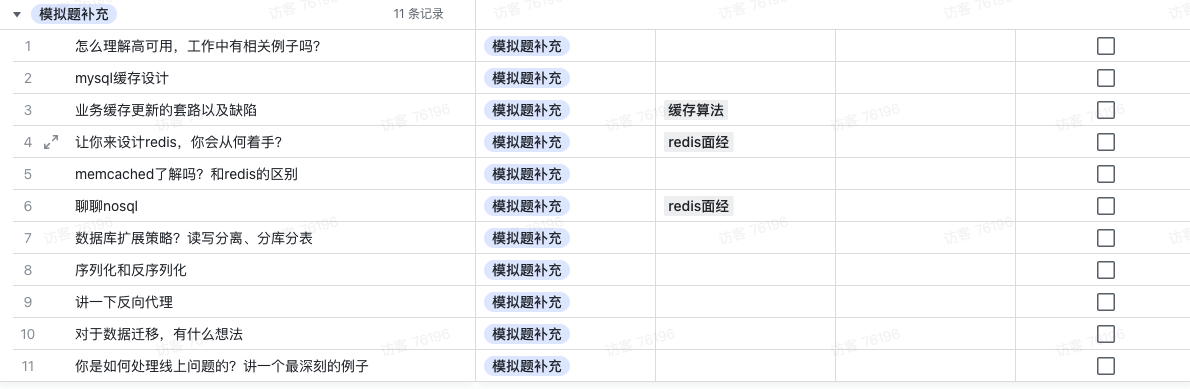 模拟题补充 11 条记录
1 怎么理解高可用，工作中有相关例子吗？ 模拟题补充
2 mysql缓存设计 模拟题补充
3 业务缓存更新的套路以及缺陷 模拟题补充 缓存算法
4 让你来设计redis，你会从何着手？ 模拟题补充 redis面经
5 memcached了解吗？和redis的区别 模拟题补充
6 聊聊nosql 模拟题补充 redis面经
7 数据库扩展策略？读写分离、分库分表 模拟题补充
8 序列化和反序列化 模拟题补充
9 讲一下反向代理 模拟题补充
10 对于数据迁移，有什么想法 模拟题补充
11 你是如何处理线上问题的？讲一个最深刻的例子 模拟题补充
访客 76196